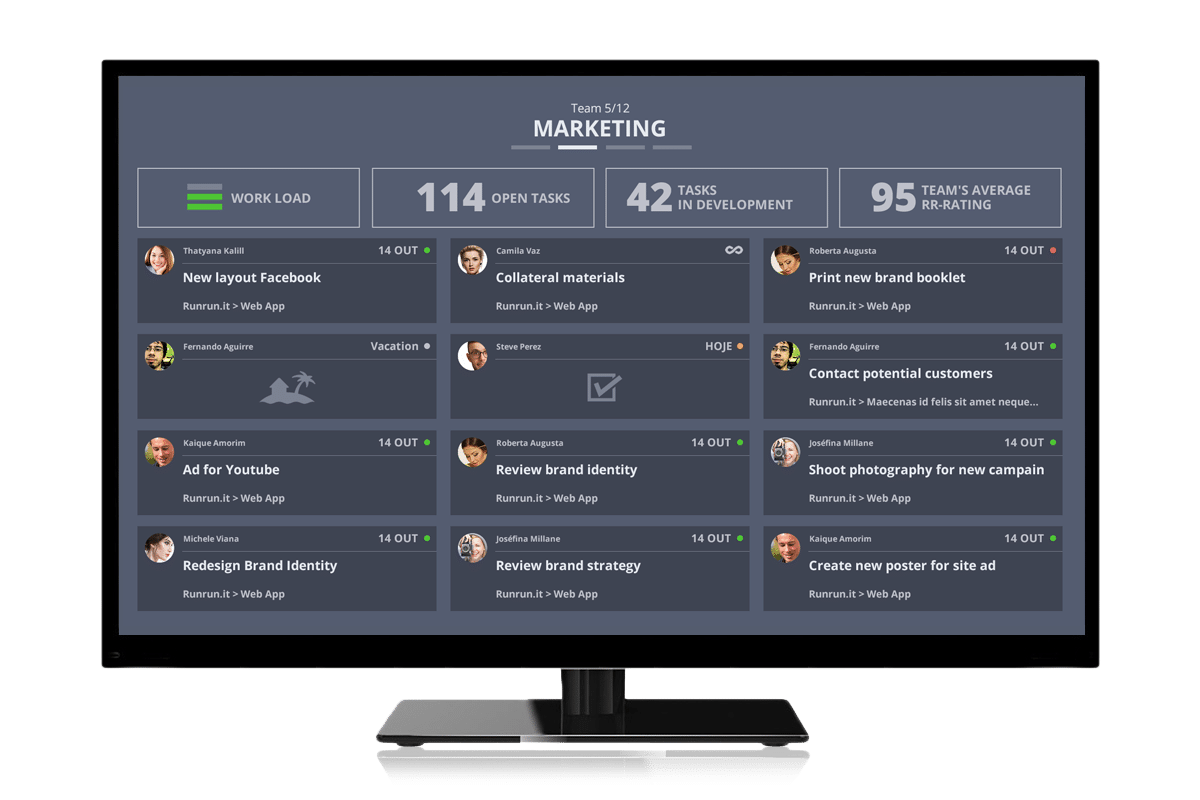 Team 5/12
MARKETING
WORK LOAD
114 OPEN TASKS
42 TASKS
IN DEVELOPMENT
95 TEAM'S AVERAGE
RR-RATING
Thatyana Kalill 14 OUT
New layout Facebook
Runrun.it > Web App
Camila Vaz
Collateral materials
Runrun.it > Web App
Roberta Augusta 14 OUT
Print new brand booklet
Runrun.it > Web App
Fernando Aguirre Vacation
Steve Perez HOJE
Fernando Aguirre 14 OUT
Contact potential customers
Runrun.it > Maecenas id felis sit amet neque...
Kaique Amorim 14 OUT
Ad for Youtube
Runrun.it > Web App
Roberta Augusta 14 OUT
Review brand identity
Runrun.it > Web App
Joséfina Millane 14 OUT
Shoot photography for new campain
Runrun.it > Web App
Michele Viana 14 OUT
Redesign Brand Identity
Runrun.it > Web App
Joséfina Millane 14 OUT
Review brand strategy
Runrun.it > Web App
Kaique Amorim 14 OUT
Create new poster for site ad
Runrun.it > Web App